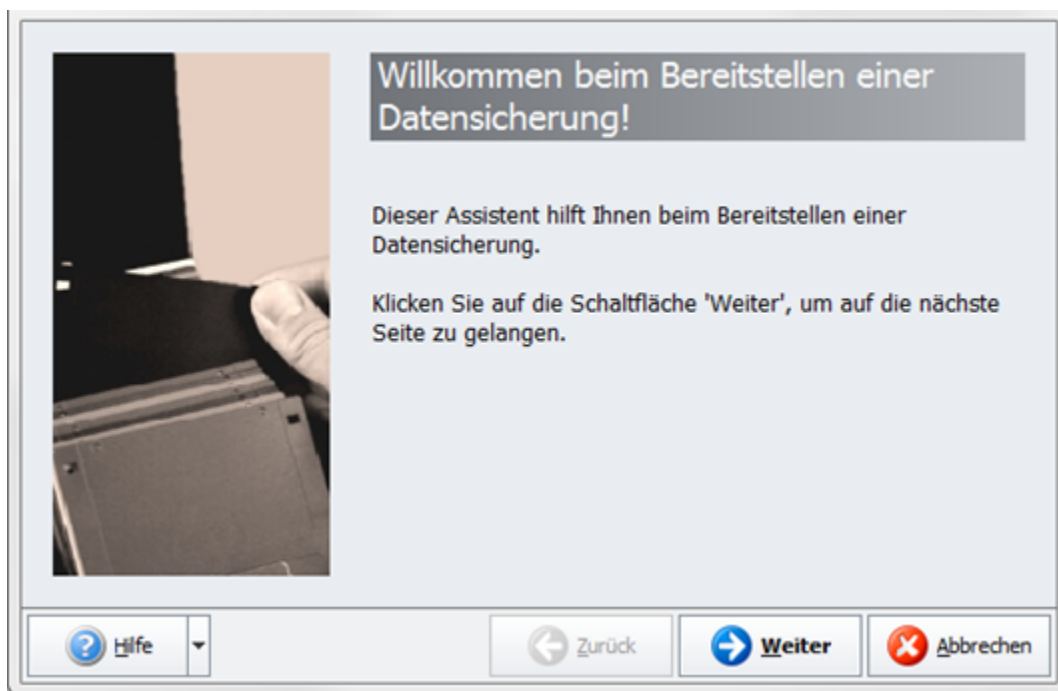 Willkommen beim Bereitstellen einer
Datensicherung!
Dieser Assistent hilft Ihnen beim Bereitstellen einer
Datensicherung.
Klicken Sie auf die Schaltfläche 'Weiter', um auf die nächste
Seite zu gelangen.
Hilfe
Zurück
Weiter
Abbrechen